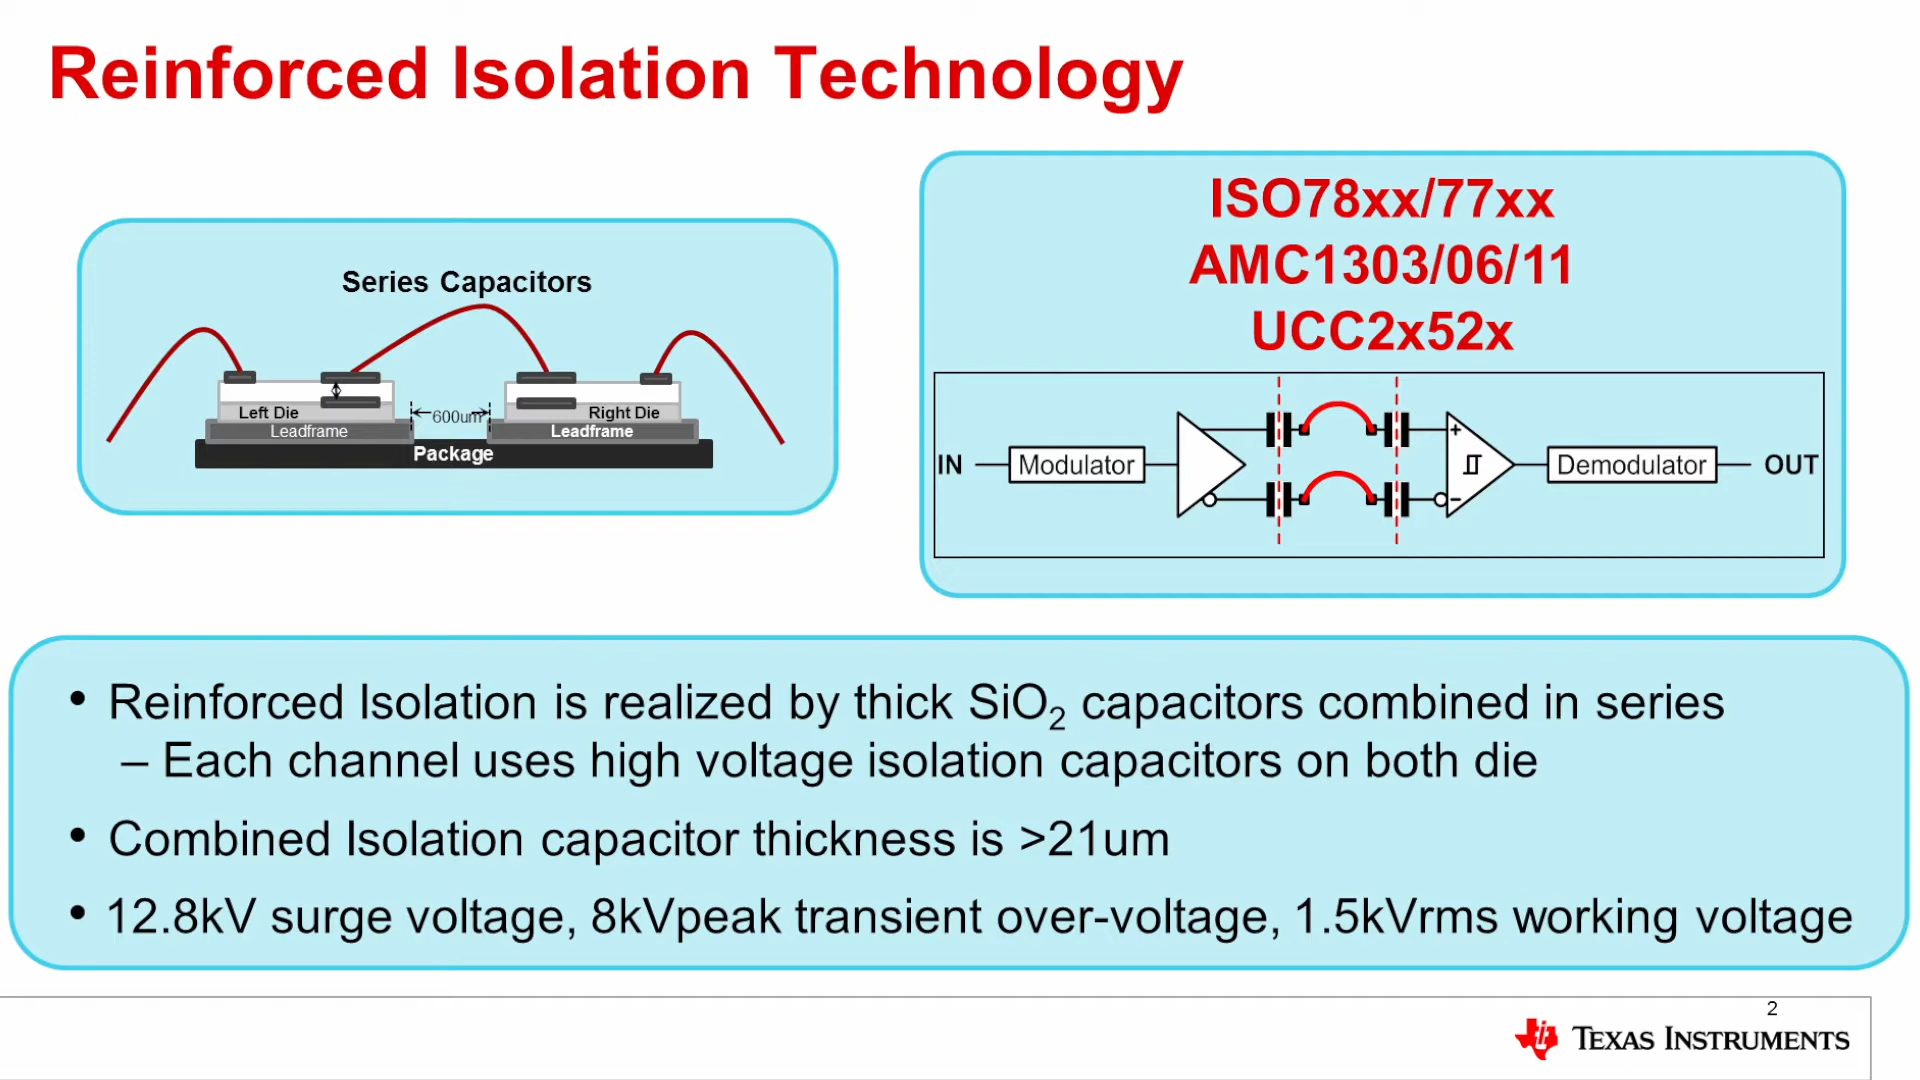 Reinforced Isolation Technology
Series Capacitors
Left Die
600um
Right Die
Leadframe
Leadframe
Package
ISO78xx/77xx
AMC1303/06/11
UCC2x52x
IN
Modulator
+
-
Demodulator
OUT
• Reinforced Isolation is realized by thick SiO₂ capacitors combined in series
– Each channel uses high voltage isolation capacitors on both die
• Combined Isolation capacitor thickness is >21um
• 12.8kV surge voltage, 8kVpeak transient over-voltage, 1.5kVrms working voltage
2
TEXAS INSTRUMENTS